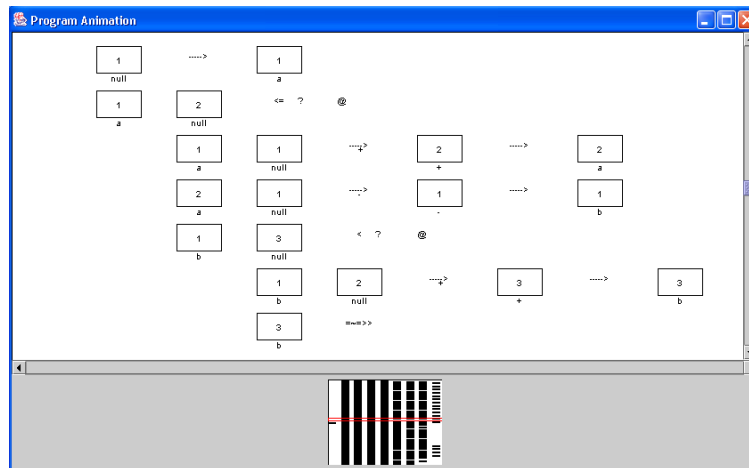 Program Animation
1 -----> 1
null a
1 2 <= ? @
a null
1 1 -----> + 2 -----> 2
a null + a
2 1 -----> - 1 -----> 1
a null - b
1 3 < ? @
b null
1 2 -----> + 3 -----> 3
b null + b
3 =~=>>
b